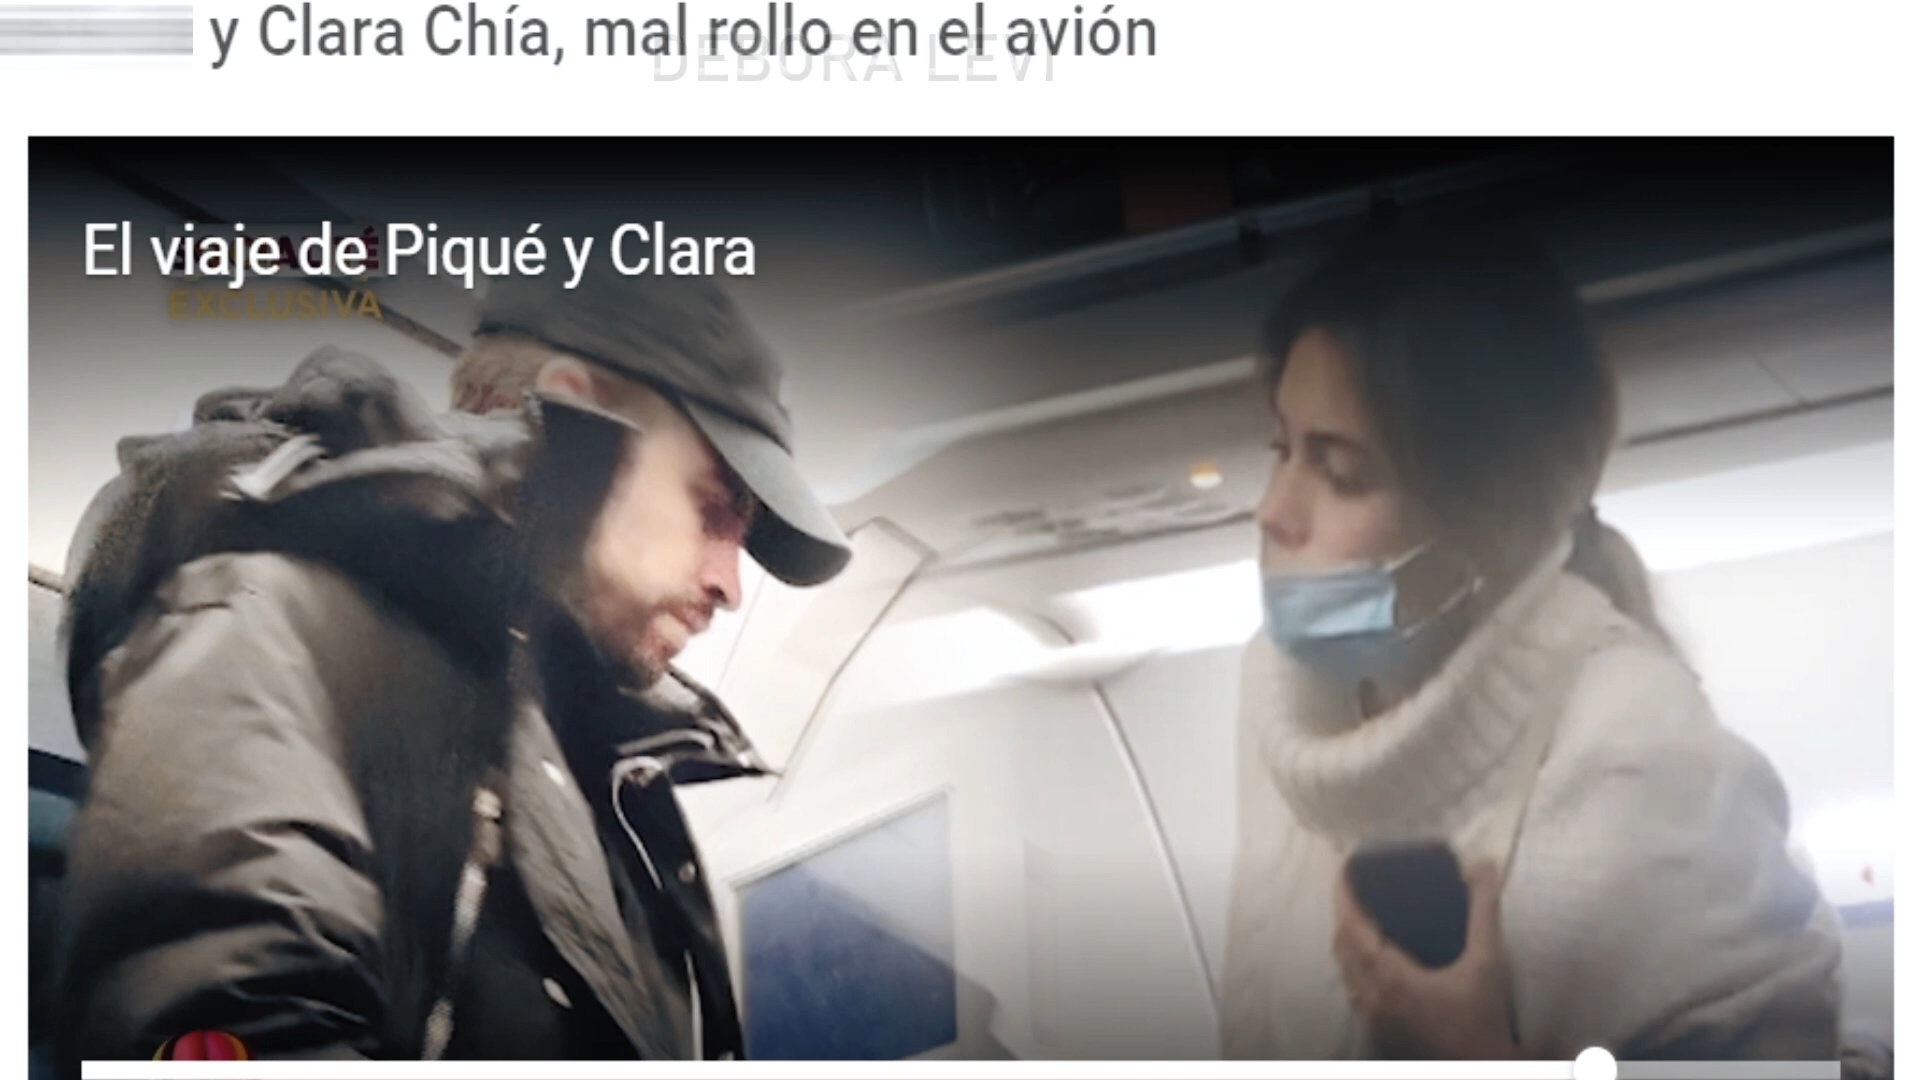 y Clara Chía, mal rollo en el avión
DEBORA LEVI
El viaje de Piqué y Clara
EXCLUSIVA